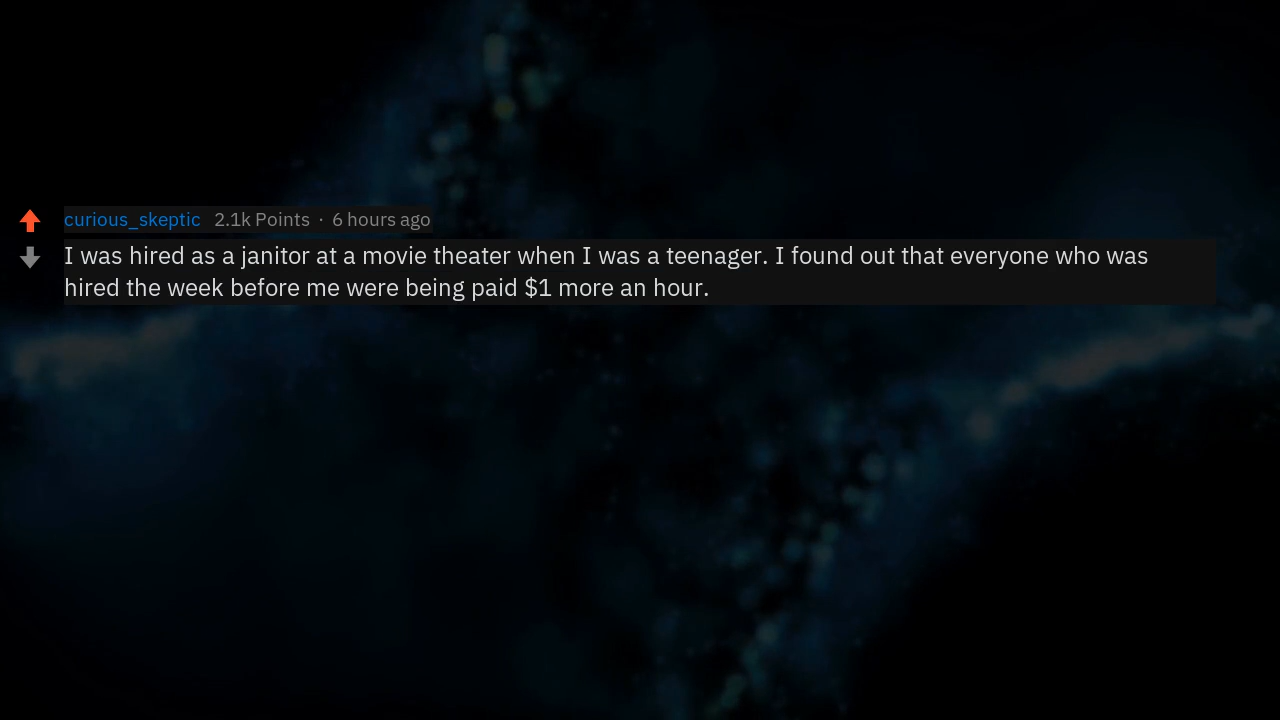 curious_skeptic 2.1k Points · 6 hours ago
I was hired as a janitor at a movie theater when I was a teenager. I found out that everyone who was
hired the week before me were being paid $1 more an hour.